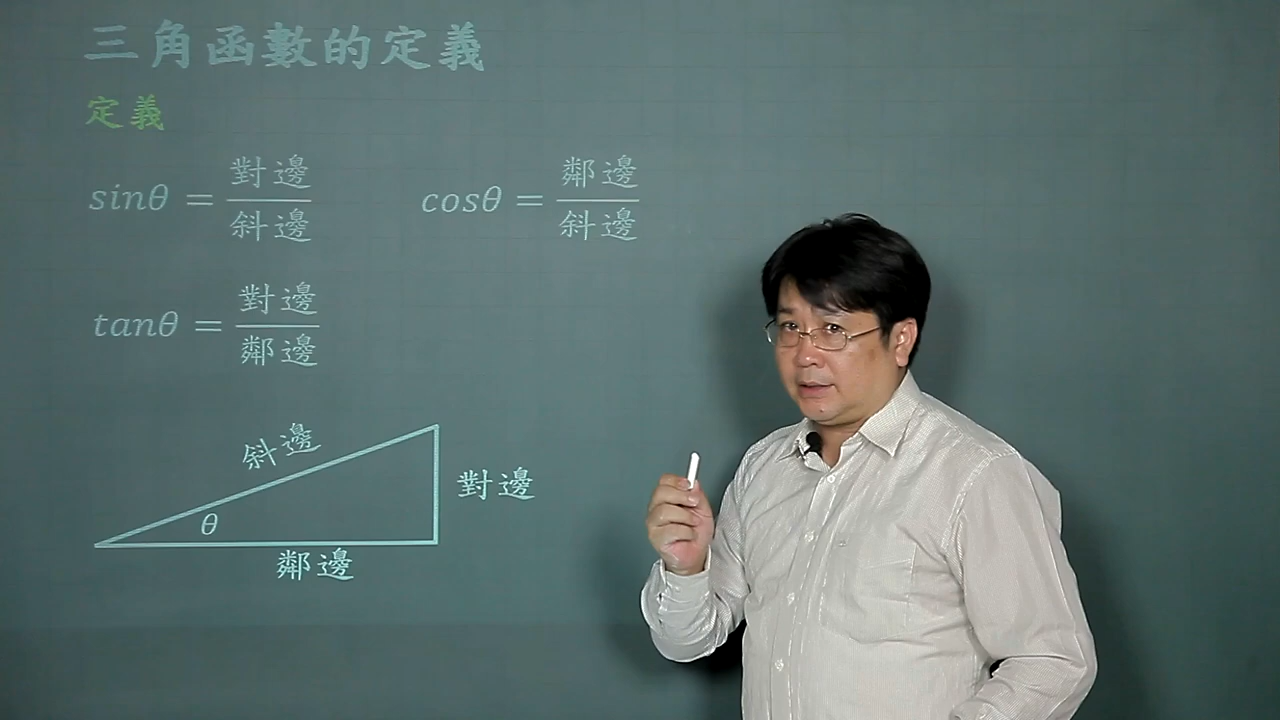 三角函數的定義
定義
sinθ = 對邊/斜邊 cosθ = 鄰邊/斜邊
tanθ = 對邊/鄰邊
斜邊
對邊
θ
鄰邊